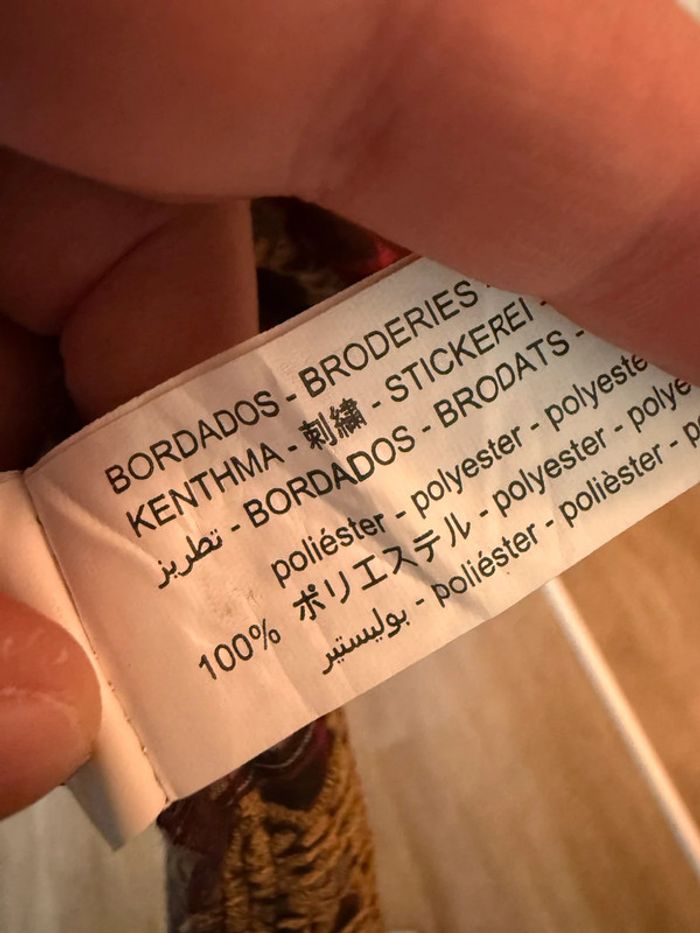 BORDADOS - BRODERIES -
KENTHMA - 刺繍 - STICKEREI -
تطريز - BORDADOS - BRODATS -
poliéster - polyester - polyeste
100% ポリエステル - polyester - polye
بوليستير - poliéster - polièster - p